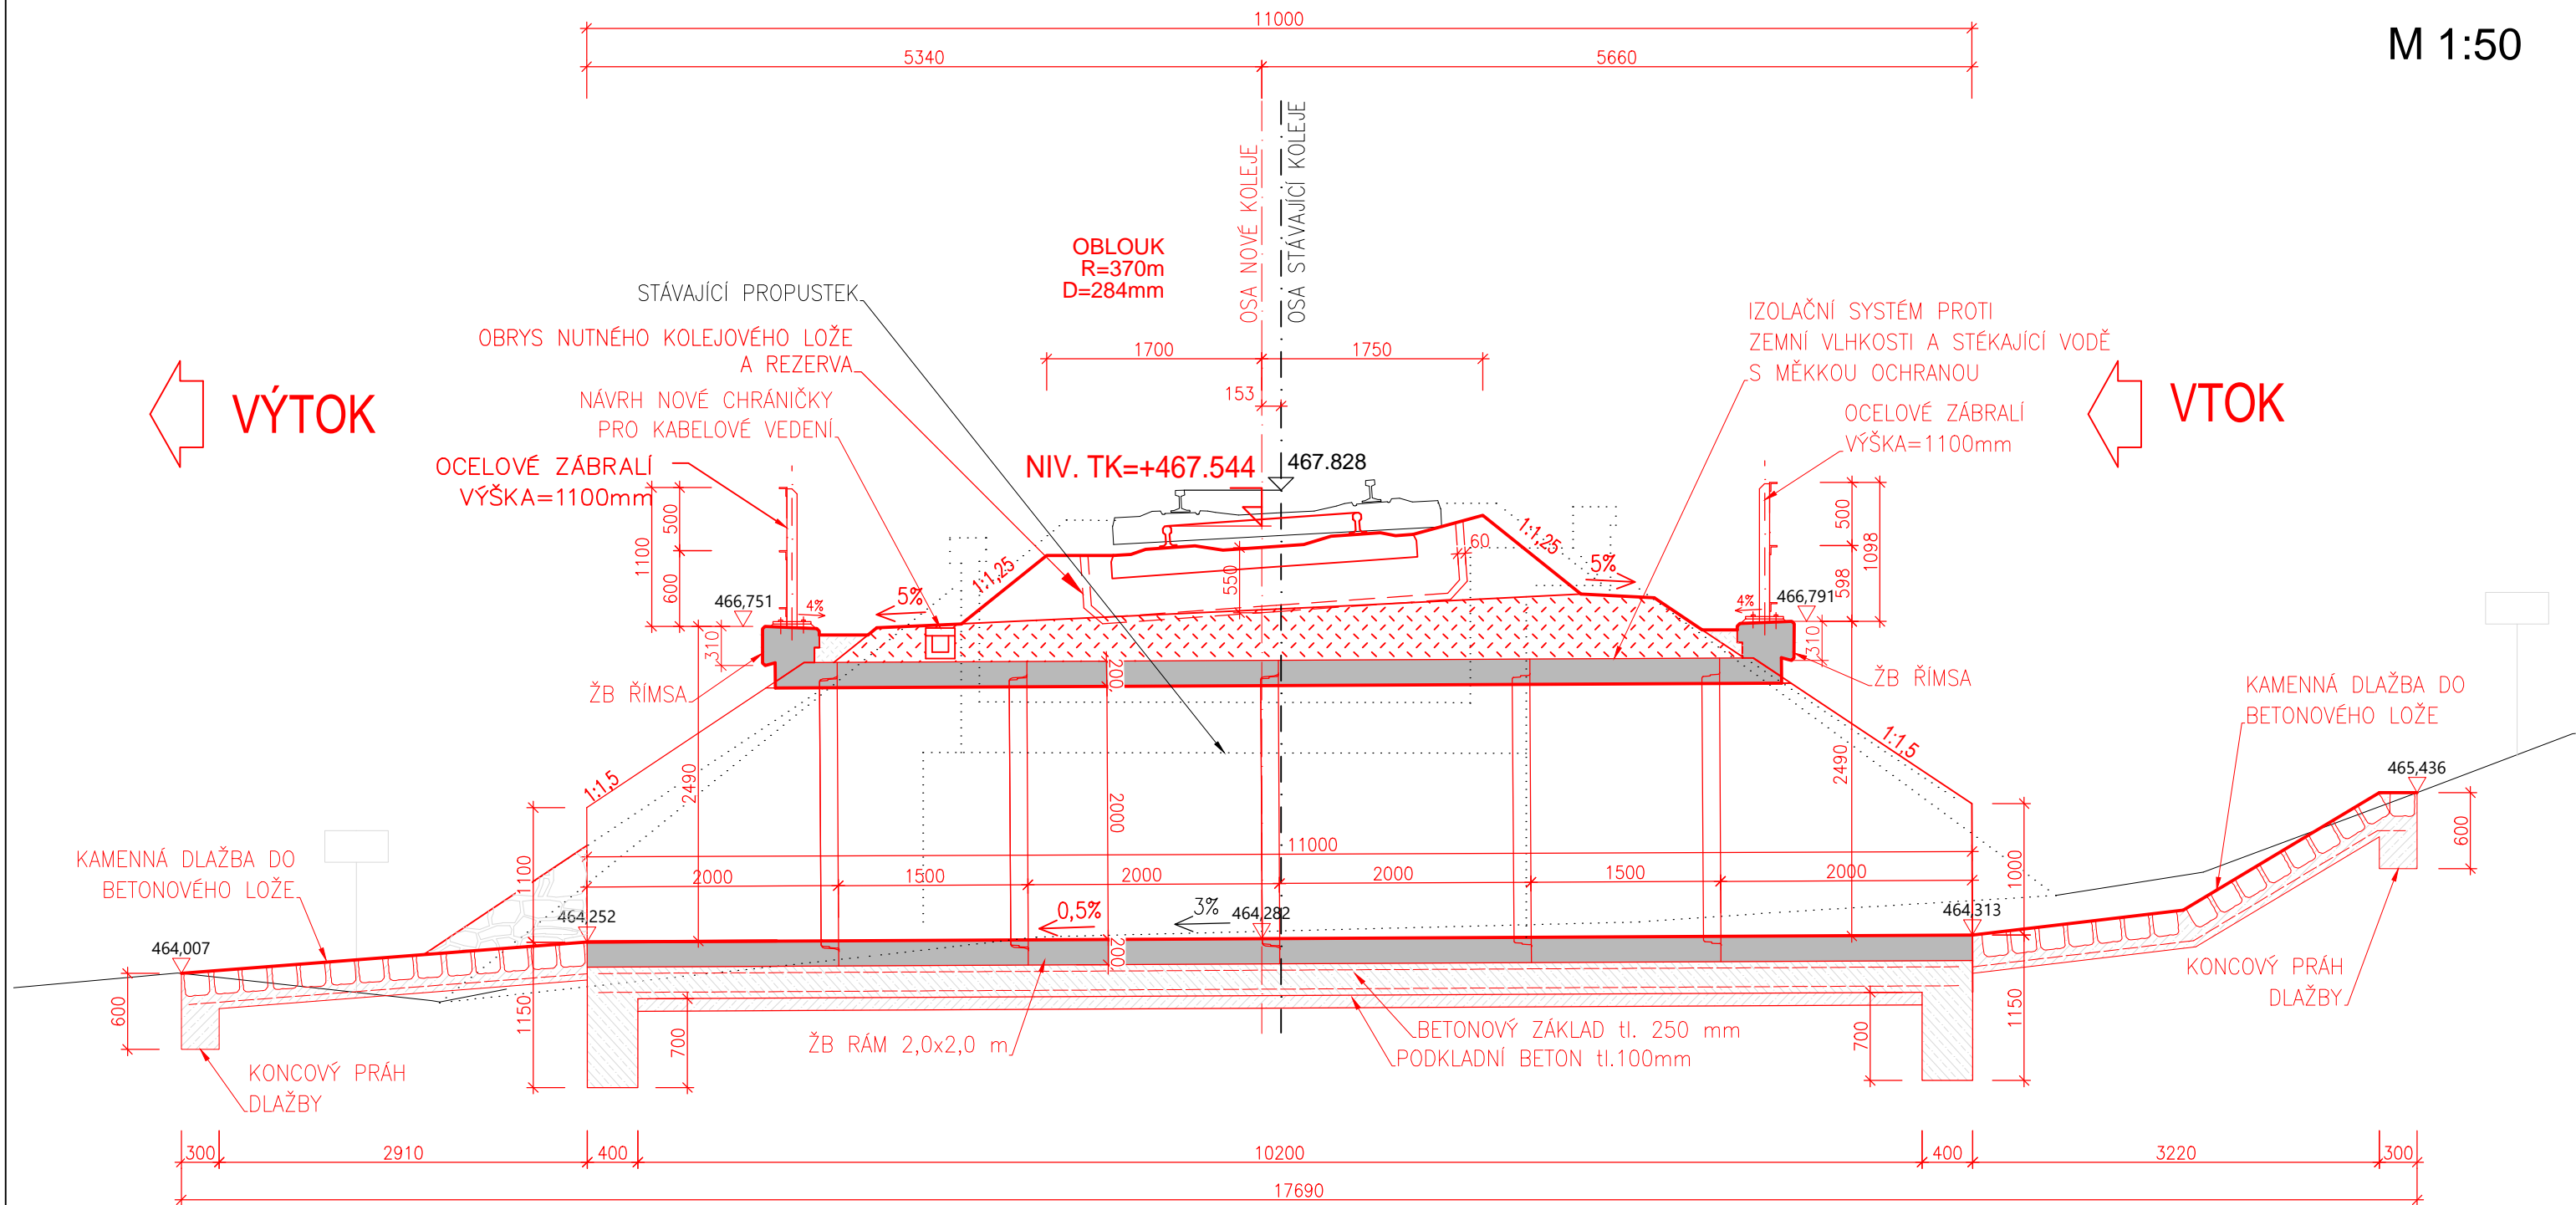 11000
5340
5660
M 1:50
OSA NOVÉ KOLEJE
OSA STÁVAJÍCÍ KOLEJE
OBLOUK
R=370m
D=284mm
STÁVAJÍCÍ PROPUSTEK
OBRYS NUTNÉHO KOLEJOVÉHO LOŽE
A REZERVA
NÁVRH NOVÉ CHRÁNIČKY
PRO KABELOVÉ VEDENÍ
1700
1750
153
IZOLAČNÍ SYSTÉM PROTI
ZEMNÍ VLHKOSTI A STÉKAJÍCÍ VODĚ
S MĚKKOU OCHRANOU
VÝTOK
VTOK
OCELOVÉ ZÁBRALÍ
VÝŠKA=1100mm
OCELOVÉ ZÁBRALÍ
VÝŠKA=1100mm
NIV. TK=+467.544
467.828
500
1100
600
500
1098
598
1:1,25
1:1,25
60
550
5%
5%
4%
4%
466,751
466,791
310
310
200
ŽB ŘÍMSA
ŽB ŘÍMSA
KAMENNÁ DLAŽBA DO
BETONOVÉHO LOŽE
1:1,5
1:1,5
2490
2490
2000
465,436
600
KAMENNÁ DLAŽBA DO
BETONOVÉHO LOŽE
1100
1000
11000
2000
1500
2000
2000
1500
2000
464,252
0,5%
3%
464,282
464,313
464,007
200
600
1150
700
700
1150
KONCOVÝ PRÁH
DLAŽBY
KONCOVÝ PRÁH
DLAŽBY
ŽB RÁM 2,0x2,0 m
BETONOVÝ ZÁKLAD tl. 250 mm
PODKLADNÍ BETON tl.100mm
300
2910
400
10200
400
3220
300
17690